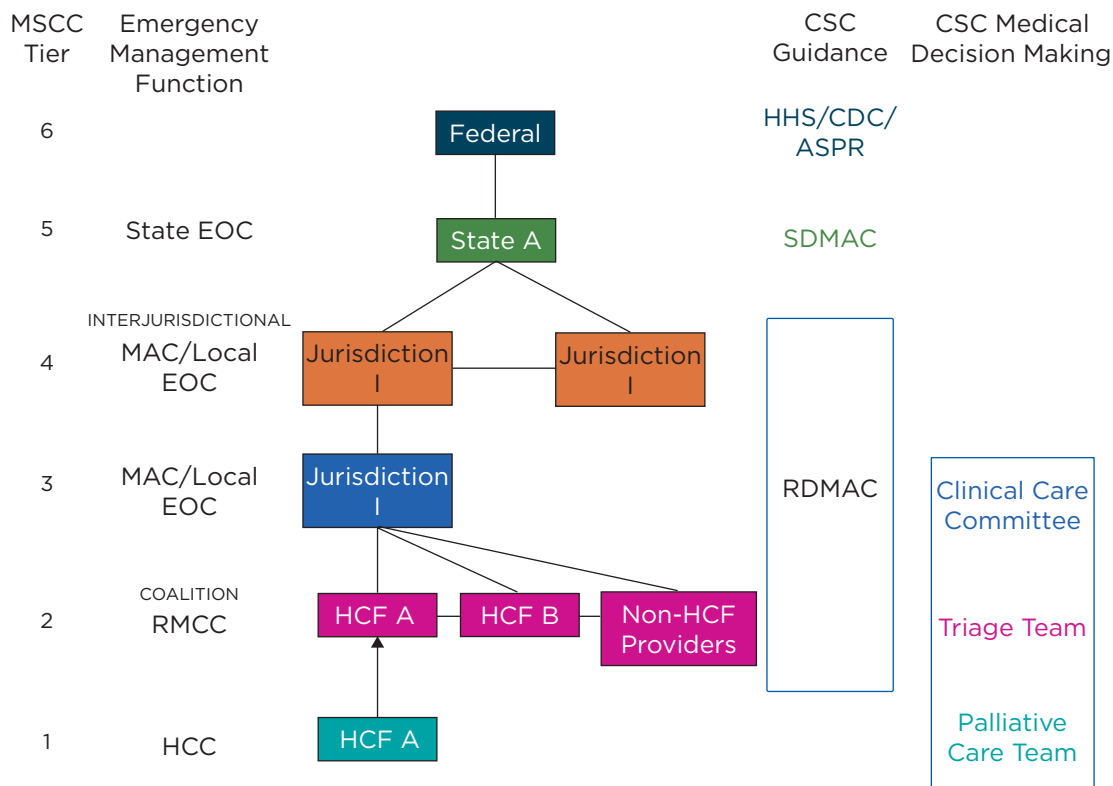 MSCC
Tier
Emergency
Management
Function
CSC
Guidance
CSC Medical
Decision Making
6
Federal
HHS/CDC/
ASPR
5
State EOC
State A
SDMAC
INTERJURISDICTIONAL
4
MAC/Local
EOC
Jurisdiction
I
Jurisdiction
I
3
MAC/Local
EOC
Jurisdiction
I
RDMAC
Clinical Care
Committee
COALITION
2
RMCC
HCF A
HCF B
Non-HCF
Providers
Triage Team
1
HCC
HCF A
Palliative
Care Team